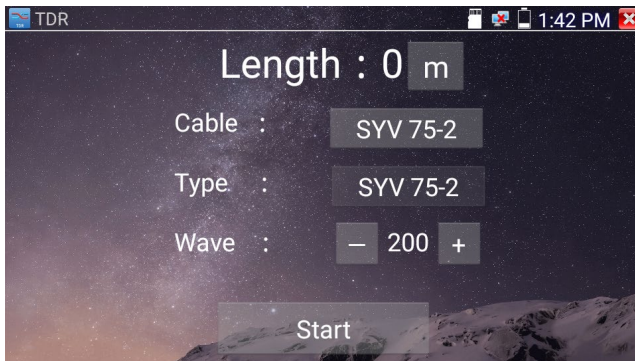 TDR 1:42 PM
Length : 0 m
Cable : SYV 75-2
Type : SYV 75-2
Wave : — 200 +
Start